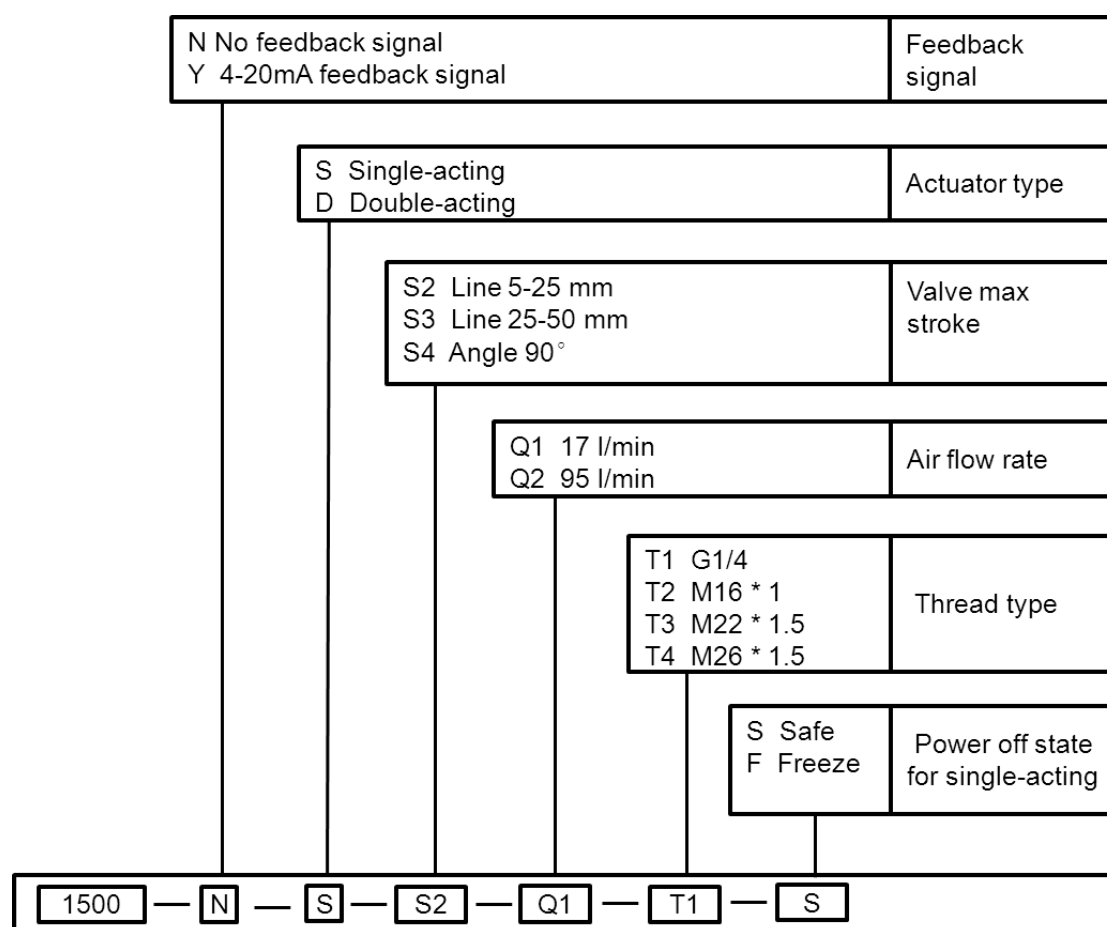 N No feedback signal
Y 4-20mA feedback signal
Feedback
signal
S Single-acting
D Double-acting
Actuator type
S2 Line 5-25 mm
S3 Line 25-50 mm
S4 Angle 90°
Valve max
stroke
Q1 17 l/min
Q2 95 l/min
Air flow rate
T1 G1/4
T2 M16 * 1
T3 M22 * 1.5
T4 M26 * 1.5
Thread type
S Safe
F Freeze
Power off state
for single-acting
1500 — N — S — S2 — Q1 — T1 — S